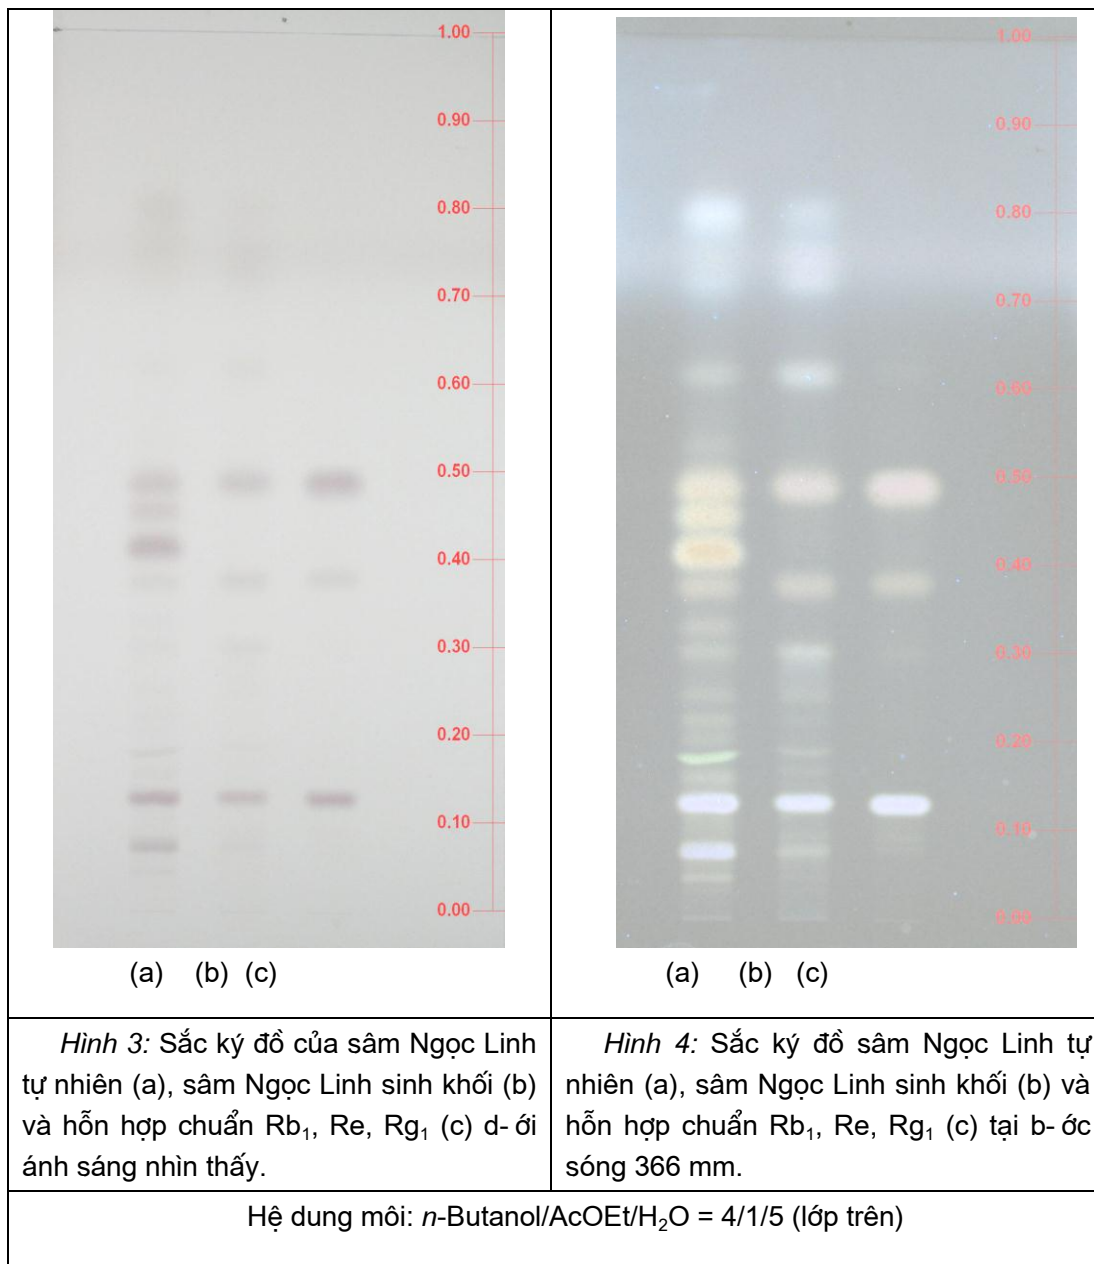 1.00
0.90
0.80
0.70
0.60
0.50
0.40
0.30
0.20
0.10
0.00
(a) (b) (c)
Hình 3: Sắc ký đồ của sâm Ngọc Linh
tự nhiên (a), sâm Ngọc Linh sinh khối (b)
và hỗn hợp chuẩn Rb₁, Re, Rg₁ (c) d- ới
ánh sáng nhìn thấy.
1.00
0.90
0.80
0.70
0.60
0.50
0.40
0.30
0.20
0.10
0.00
(a) (b) (c)
Hình 4: Sắc ký đồ sâm Ngọc Linh tự
nhiên (a), sâm Ngọc Linh sinh khối (b) và
hỗn hợp chuẩn Rb₁, Re, Rg₁ (c) tại b- ớc
sóng 366 mm.
Hệ dung môi: n-Butanol/AcOEt/H₂O = 4/1/5 (lớp trên)